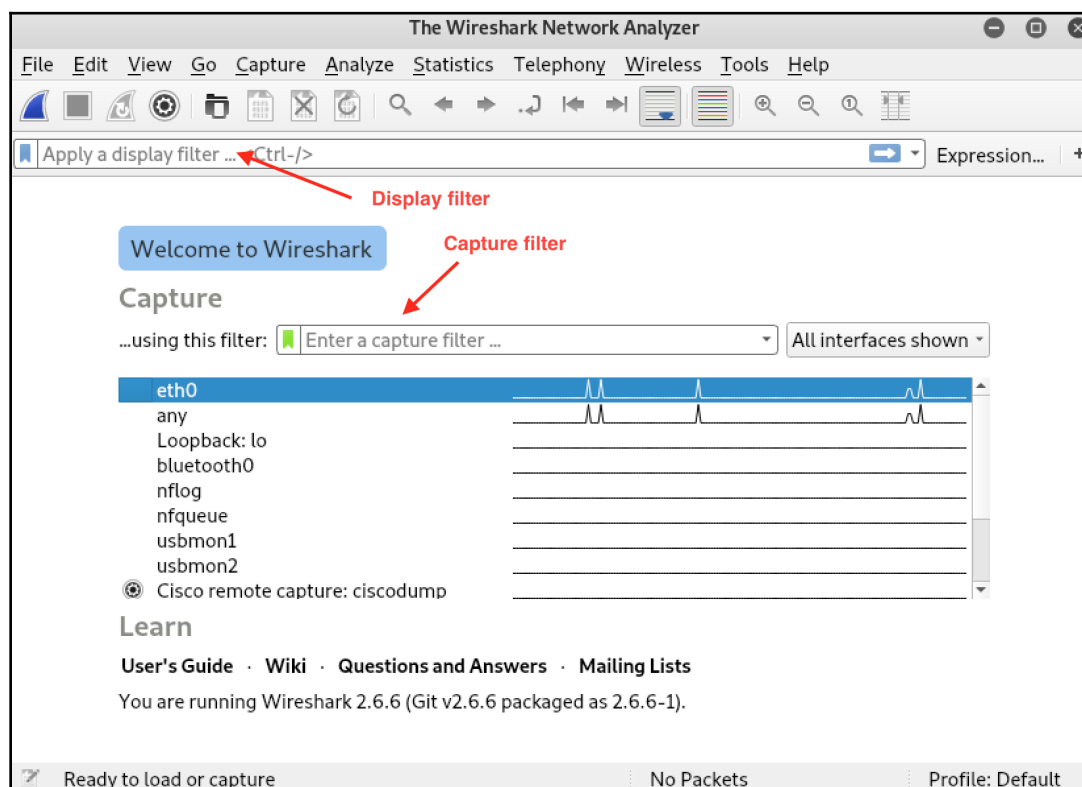 The Wireshark Network Analyzer
File Edit View Go Capture Analyze Statistics Telephony Wireless Tools Help
Apply a display filter ... <Ctrl-/>
Expression...
+
Display filter
Welcome to Wireshark
Capture filter
Capture
...using this filter:
Enter a capture filter ...
All interfaces shown
eth0
any
Loopback: lo
bluetooth0
nflog
nfqueue
usbmon1
usbmon2
Cisco remote capture: ciscodump
Learn
User's Guide · Wiki · Questions and Answers · Mailing Lists
You are running Wireshark 2.6.6 (Git v2.6.6 packaged as 2.6.6-1).
Ready to load or capture
No Packets
Profile: Default